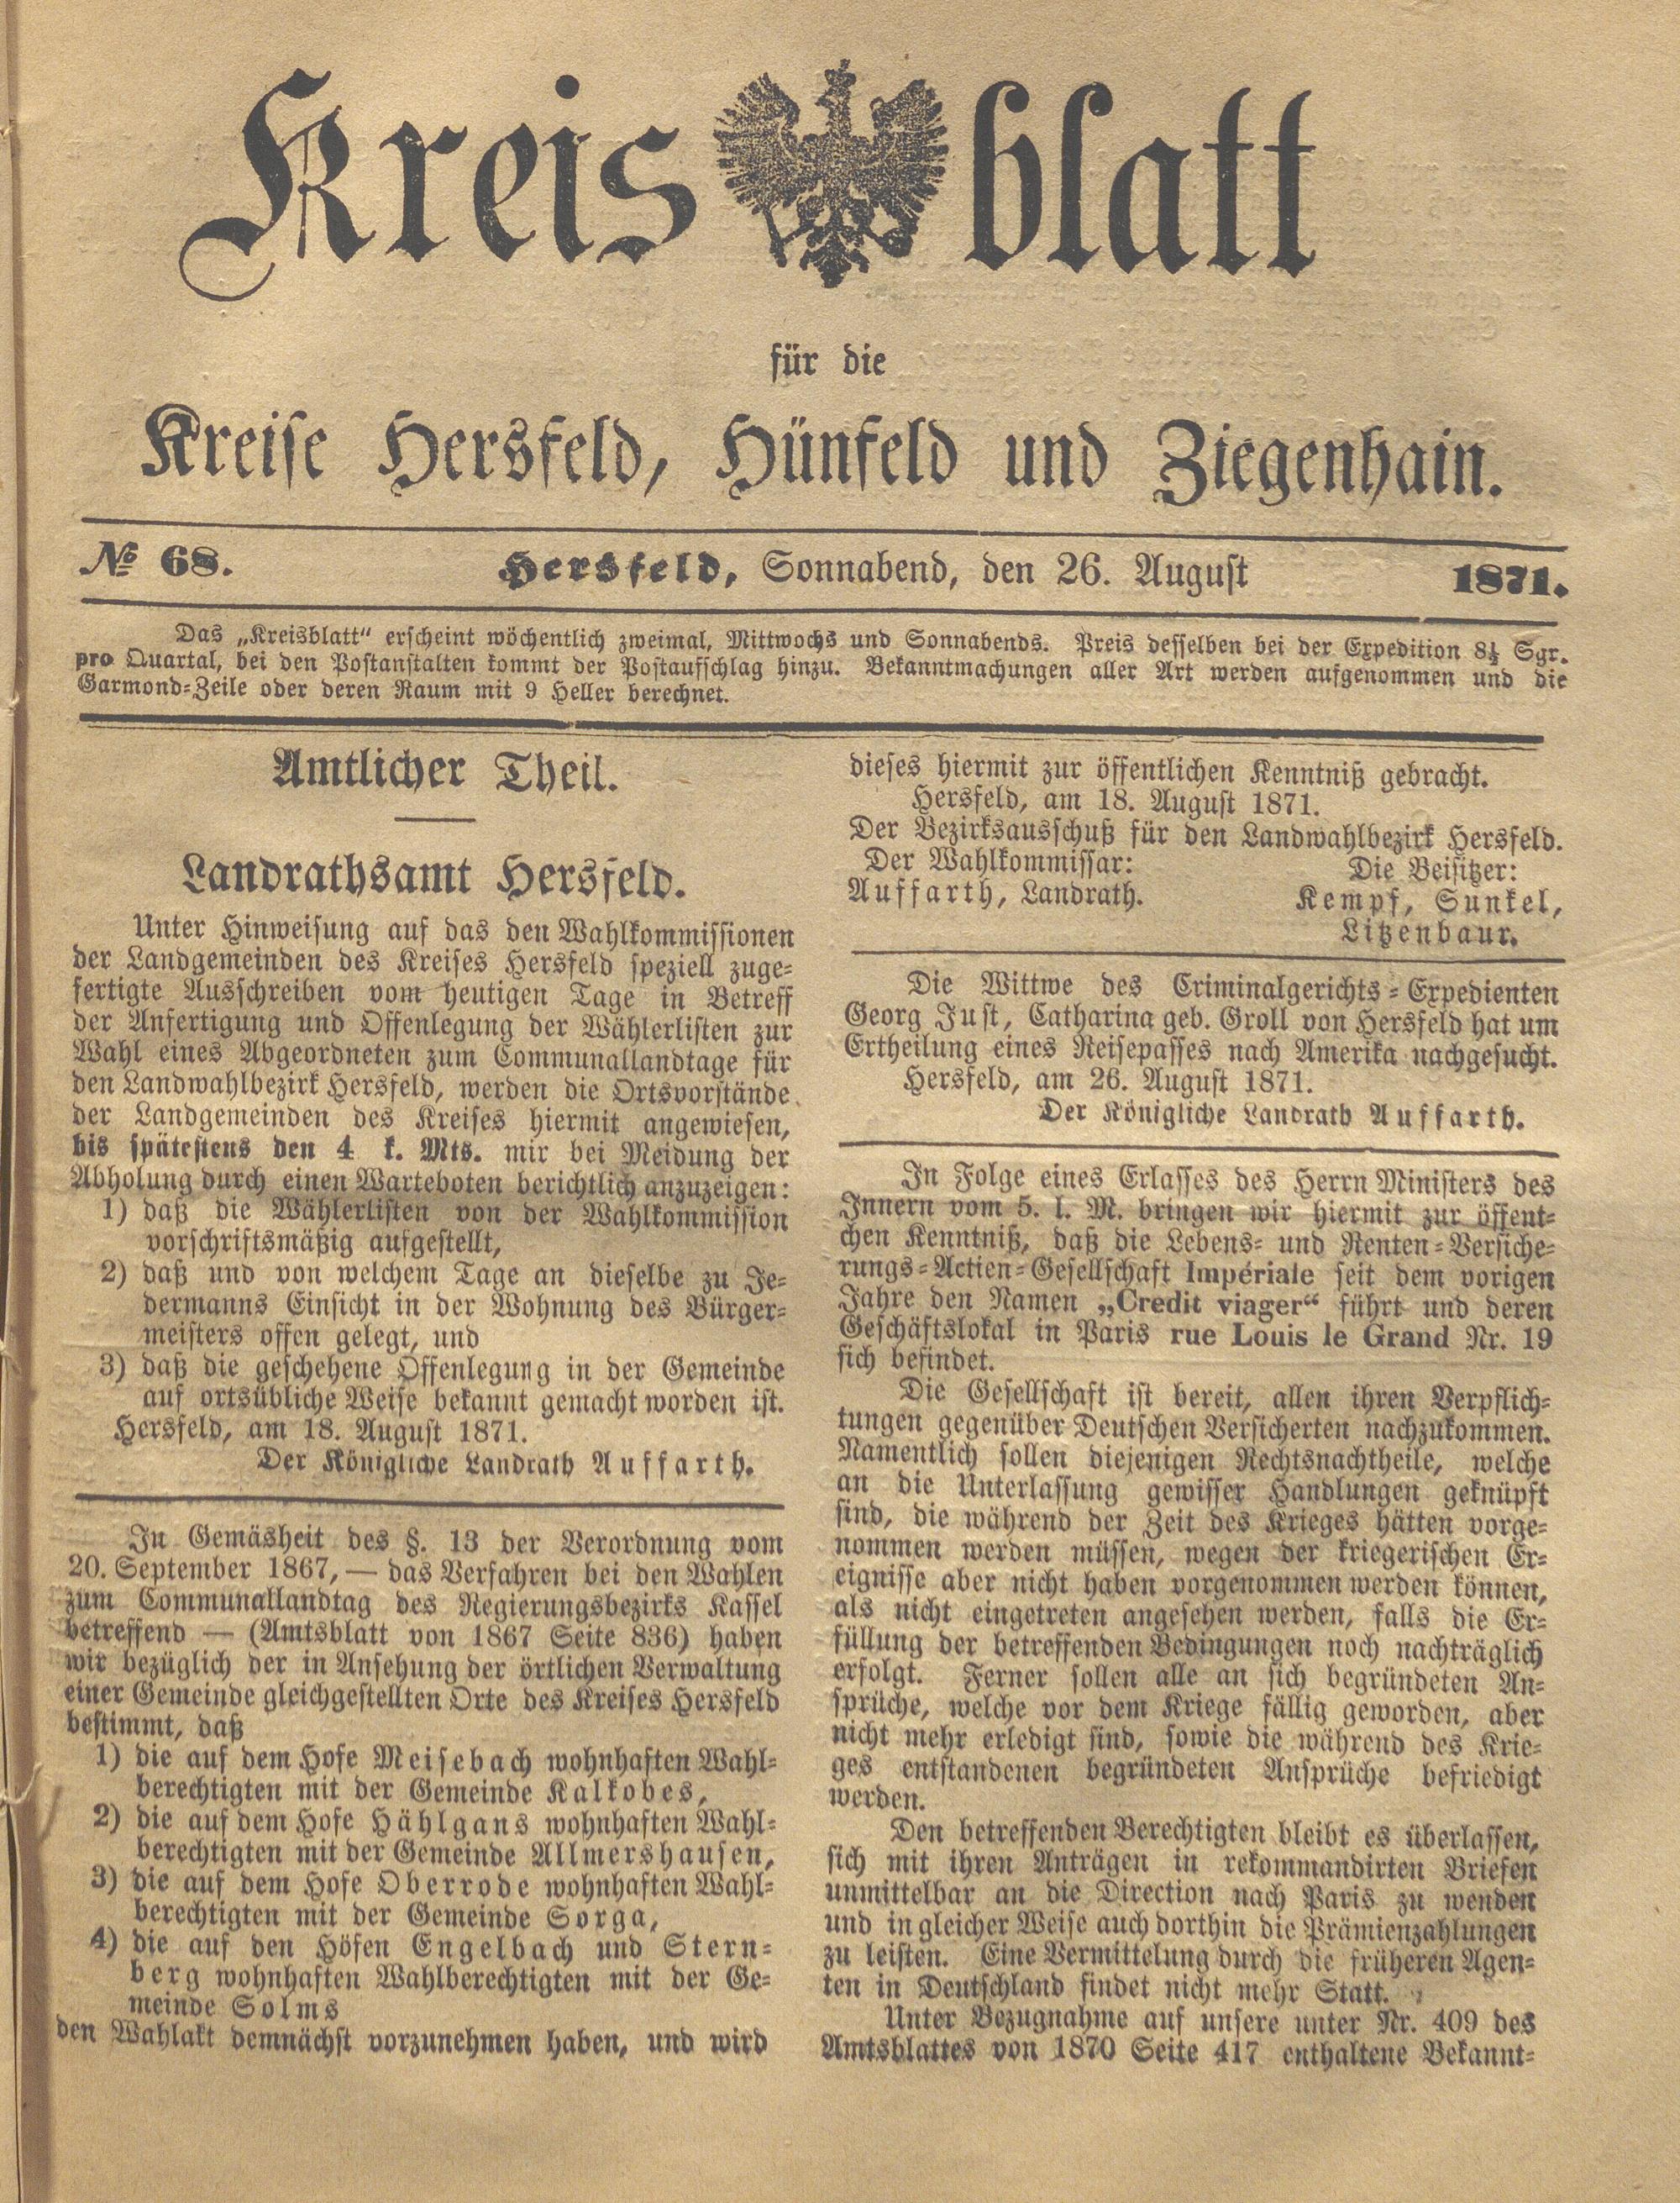 Kreisblatt
für die
Kreise Hersfeld, Hünfeld und Ziegenhain.
№ 68. Hersfeld, Sonnabend, den 26. August 1871.
Das „Kreisblatt“ erscheint wöchentlich zweimal, Mittwochs und Sonnabends. Preis desselben bei der Expedition 8½ Sgr.
pro Quartal, bei den Postanstalten kommt der Postaufschlag hinzu. Bekanntmachungen aller Art werden aufgenommen und die
Garmond-Zeile oder deren Raum mit 9 Heller berechnet.
Amtlicher Theil.
Landrathsamt Hersfeld.
Unter Hinweisung auf das den Wahlkommissionen
der Landgemeinden des Kreises Hersfeld speziell zuge-
fertigte Ausschreiben vom heutigen Tage in Betreff
der Anfertigung und Offenlegung der Wählerlisten zur
Wahl eines Abgeordneten zum Communallandtage für
den Landwahlbezirk Hersfeld, werden die Ortsvorstände
der Landgemeinden des Kreises hiermit angewiesen,
bis spätestens den 4 k. Mts. mir bei Meidung der
Abholung durch einen Warteboten berichtlich anzuzeigen:
1) daß die Wählerlisten von der Wahlkommission
vorschriftsmäßig aufgestellt,
2) daß und von welchem Tage an dieselbe zu Je-
dermanns Einsicht in der Wohnung des Bürger-
meisters offen gelegt, und
3) daß die geschehene Offenlegung in der Gemeinde
auf ortsübliche Weise bekannt gemacht worden ist.
Hersfeld, am 18. August 1871.
Der Königliche Landrath Auffarth.
In Gemäsheit des §. 13 der Verordnung vom
20. September 1867, — das Verfahren bei den Wahlen
zum Communallandtag des Regierungsbezirks Kassel
betreffend — (Amtsblatt von 1867 Seite 836) haben
wir bezüglich der in Ansehung der örtlichen Verwaltung
einer Gemeinde gleichgestellten Orte des Kreises Hersfeld
bestimmt, daß
1) die auf dem Hofe Meisebach wohnhaften Wahl-
berechtigten mit der Gemeinde Kalkobes,
2) die auf dem Hofe Hählgans wohnhaften Wahl-
berechtigten mit der Gemeinde Allmershausen,
3) die auf dem Hofe Oberrode wohnhaften Wahl-
berechtigten mit der Gemeinde Sorga,
4) die auf den Höfen Engelbach und Stern-
berg wohnhaften Wahlberechtigten mit der Ge-
meinde Solms
den Wahlakt demnächst vorzunehmen haben, und wird
dieses hiermit zur öffentlichen Kenntniß gebracht.
Hersfeld, am 18. August 1871.
Der Bezirksausschuß für den Landwahlbezirk Hersfeld.
Der Wahlkommissar: Die Beisitzer:
Auffarth, Landrath. Kempf, Sunkel,
Litzenbaur.
Die Wittwe des Criminalgerichts-Expedienten
Georg Just, Catharina geb. Groll von Hersfeld hat um
Ertheilung eines Reisepasses nach Amerika nachgesucht.
Hersfeld, am 26. August 1871.
Der Königliche Landrath Auffarth.
In Folge eines Erlasses des Herrn Ministers des
Innern vom 5. l. M. bringen wir hiermit zur öffent-
chen Kenntniß, daß die Lebens- und Renten-Versiche-
rungs-Actien-Gesellschaft Impériale seit dem vorigen
Jahre den Namen „Credit viager“ führt und deren
Geschäftslokal in Paris rue Louis le Grand Nr. 19
sich befindet.
Die Gesellschaft ist bereit, allen ihren Verpflich-
tungen gegenüber Deutschen Versicherten nachzukommen.
Namentlich sollen diejenigen Rechtsnachtheile, welche
an die Unterlassung gewisser Handlungen geknüpft
sind, die während der Zeit des Krieges hätten vorge-
nommen werden müssen, wegen der kriegerischen Er-
eignisse aber nicht haben vorgenommen werden können,
als nicht eingetreten angesehen werden, falls die Er-
füllung der betreffenden Bedingungen noch nachträglich
erfolgt. Ferner sollen alle an sich begründeten An-
sprüche, welche vor dem Kriege fällig geworden, aber
nicht mehr erledigt sind, sowie die während des Krie-
ges entstandenen begründeten Ansprüche befriedigt
werden.
Den betreffenden Berechtigten bleibt es überlassen,
sich mit ihren Anträgen in rekommandirten Briefen
unmittelbar an die Direction nach Paris zu wenden
und in gleicher Weise auch dorthin die Prämienzahlungen
zu leisten. Eine Vermittelung durch die früheren Agen-
ten in Deutschland findet nicht mehr Statt.
Unter Bezugnahme auf unsere unter Nr. 409 des
Amtsblattes von 1870 Seite 417 enthaltene Bekannt-